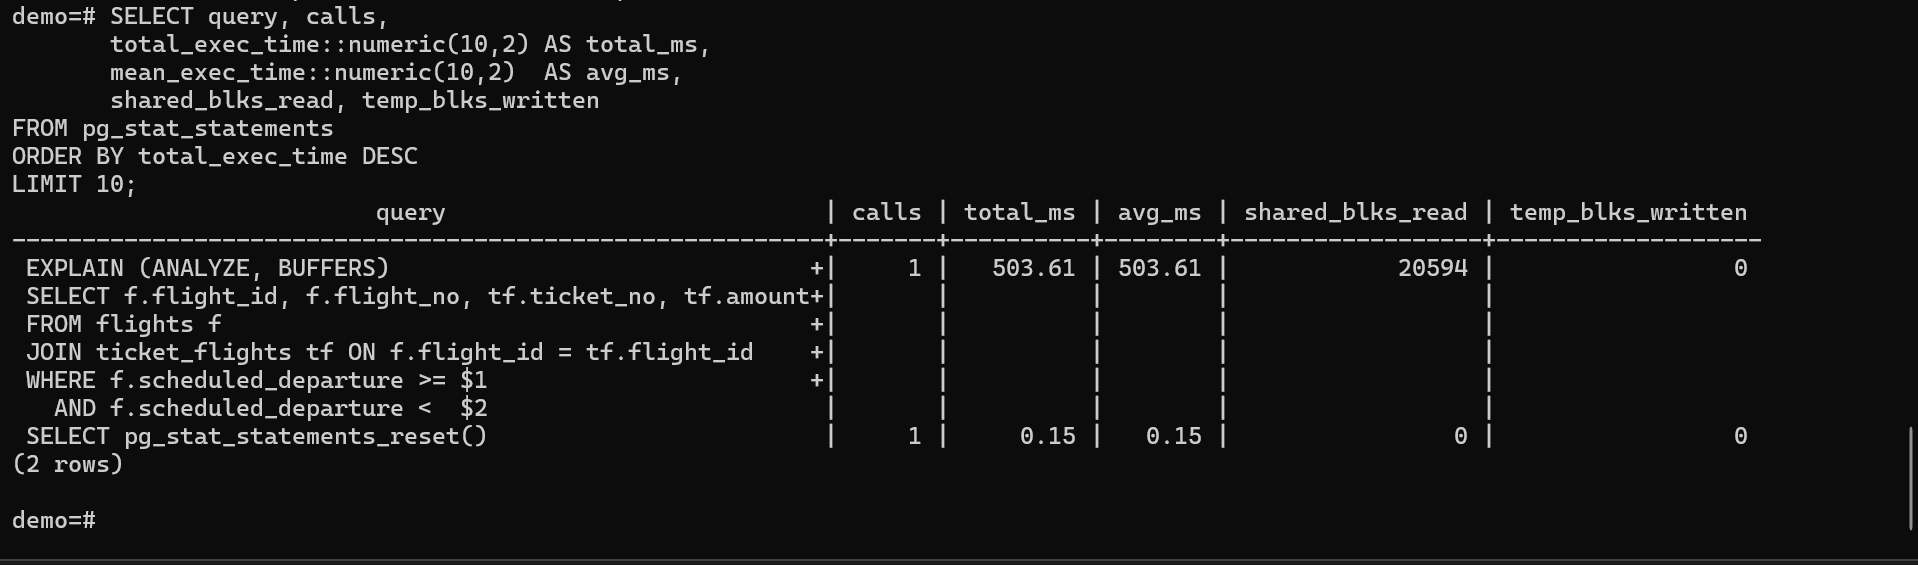 demo=# SELECT query, calls,
       total_exec_time::numeric(10,2) AS total_ms,
       mean_exec_time::numeric(10,2)  AS avg_ms,
       shared_blks_read, temp_blks_written
FROM pg_stat_statements
ORDER BY total_exec_time DESC
LIMIT 10;
                          query                           | calls | total_ms | avg_ms | shared_blks_read | temp_blks_written
----------------------------------------------------------+-------+----------+--------+------------------+-------------------
 EXPLAIN (ANALYZE, BUFFERS)                              +|     1 |   503.61 | 503.61 |            20594 |                 0
 SELECT f.flight_id, f.flight_no, tf.ticket_no, tf.amount+|       |          |        |                  |
 FROM flights f                                          +|       |          |        |                  |
 JOIN ticket_flights tf ON f.flight_id = tf.flight_id    +|       |          |        |                  |
 WHERE f.scheduled_departure >= $1                       +|       |          |        |                  |
   AND f.scheduled_departure <  $2                        |       |          |        |                  |
 SELECT pg_stat_statements_reset()                        |     1 |     0.15 |   0.15 |                0 |                 0
(2 rows)

demo=#